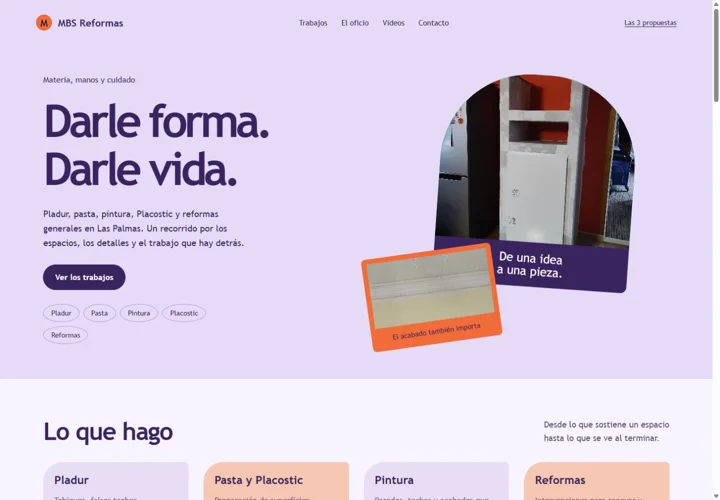 M MBS Reformas
Trabajos El oficio Vídeos Contacto
Las 3 propuestas
Materia, manos y cuidado
Darle forma.
Darle vida.
Pladur, pasta, pintura, Placostic y reformas
generales en Las Palmas. Un recorrido por los
espacios, los detalles y el trabajo que hay detrás.
Ver los trabajos
Pladur Pasta Pintura Placostic
Reformas
De una idea
a una pieza.
El acabado también importa
Lo que hago
Desde lo que sostiene un espacio
hasta lo que se ve al terminar.
Pladur
Pasta y Placostic
Pintura
Reformas